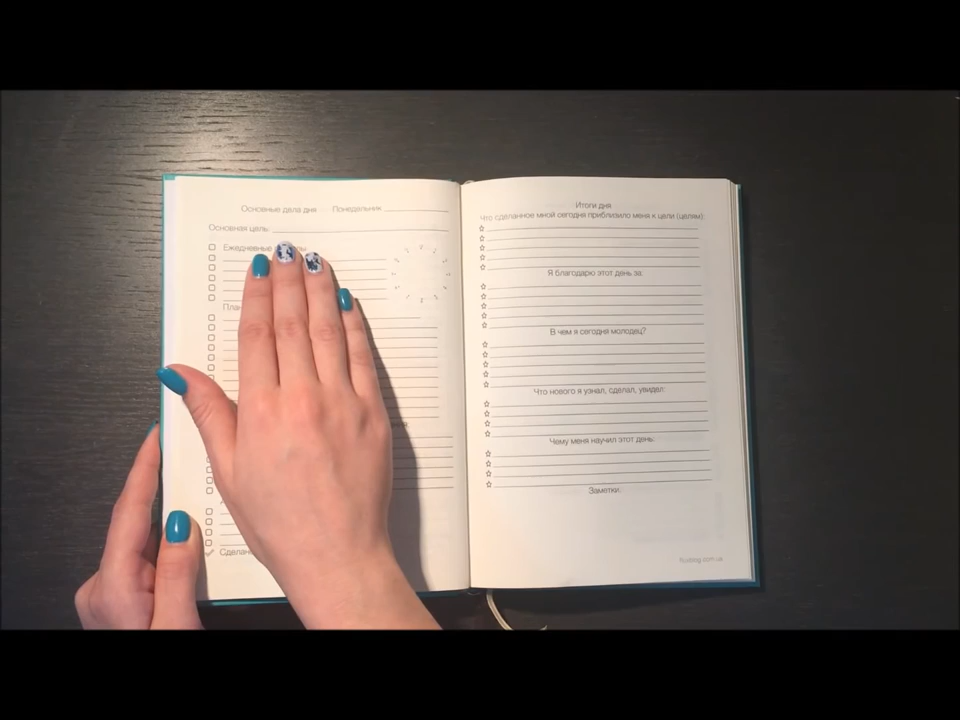 Основные дела дня Понедельник
Основная цель:
Ежедневные
План
Сделан
Итоги дня
Что сделанное мной сегодня приблизило меня к цели (целям):
Я благодарю этот день за:
В чем я сегодня молодец?
Что нового я узнал, сделал, увидел:
Чему меня научил этот день:
Заметки: